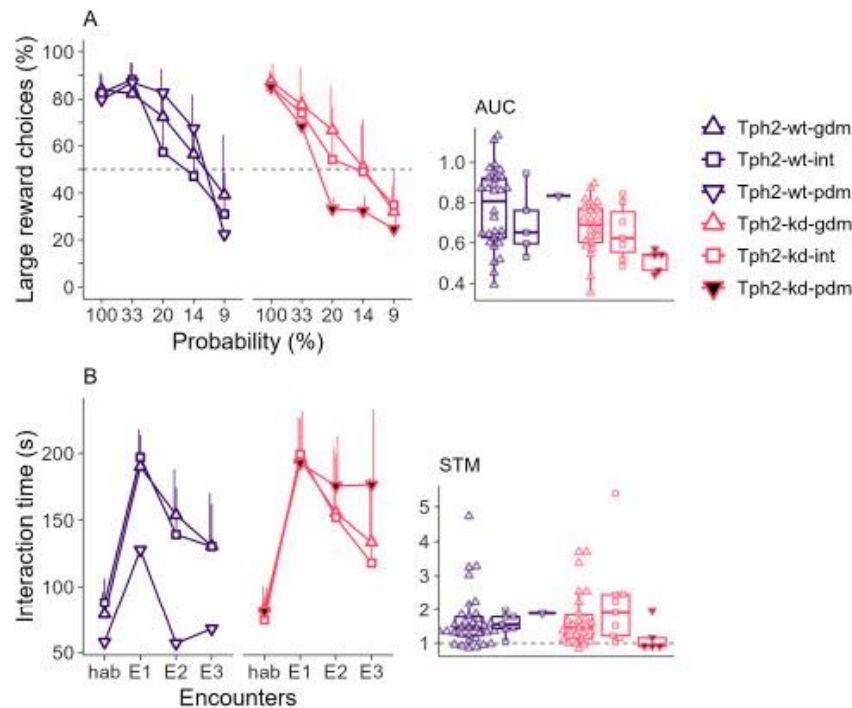 A
Large reward choices (%)
100
80
60
40
20
0
100 33 20 14 9
100 33 20 14 9
Probability (%)
AUC
1.0
0.8
0.6
0.4
Tph2-wt-gdm
Tph2-wt-int
Tph2-wt-pdm
Tph2-kd-gdm
Tph2-kd-int
Tph2-kd-pdm
B
Interaction time (s)
200
150
100
50
hab E1 E2 E3
hab E1 E2 E3
Encounters
STM
5
4
3
2
1